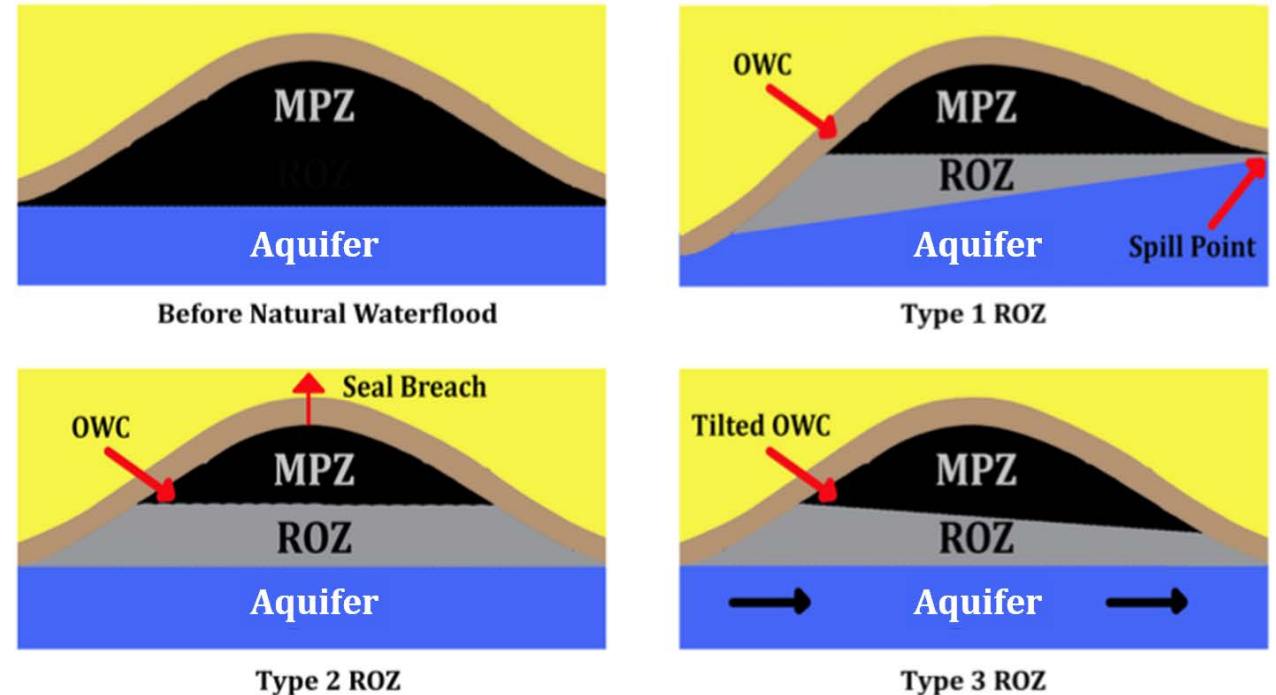 MPZ
ROZ
Aquifer
Before Natural Waterflood
OWC
MPZ
ROZ
Aquifer
Spill Point
Type 1 ROZ
Seal Breach
OWC
MPZ
ROZ
Aquifer
Type 2 ROZ
Tilted OWC
MPZ
ROZ
Aquifer
Type 3 ROZ